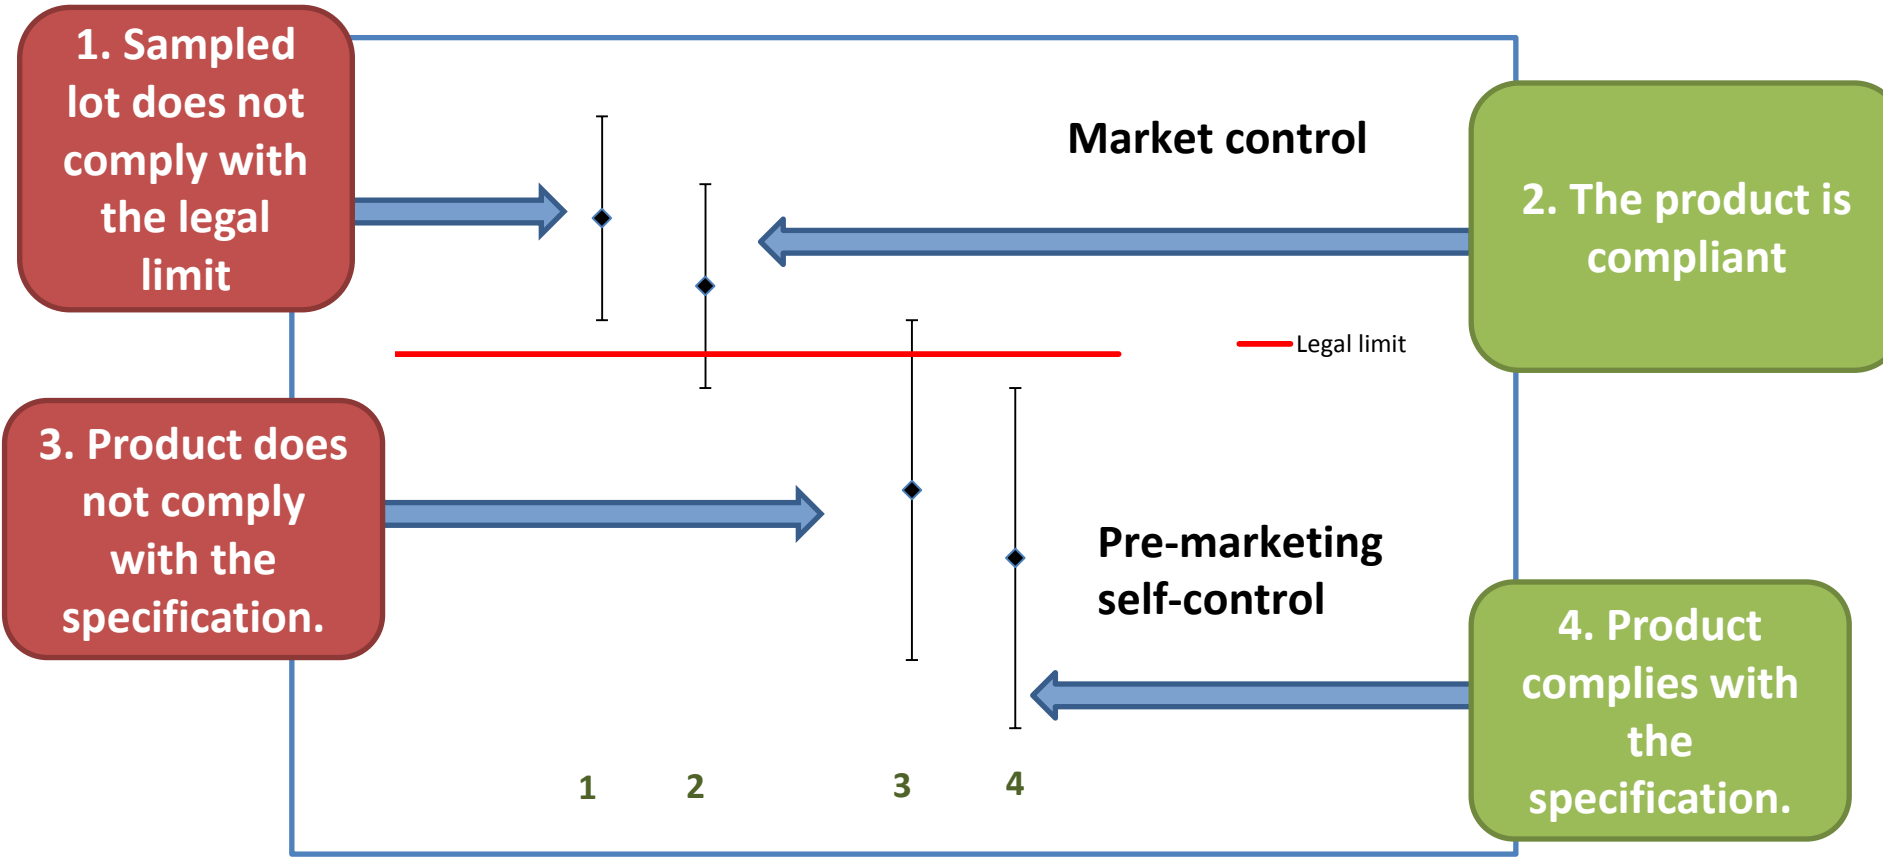 1. Sampled
lot does not
comply with
the legal
limit
Market control
2. The product is
compliant
Legal limit
3. Product does
not comply
with the
specification.
Pre-marketing
self-control
4. Product
complies with
the
specification.
1
2
3
4